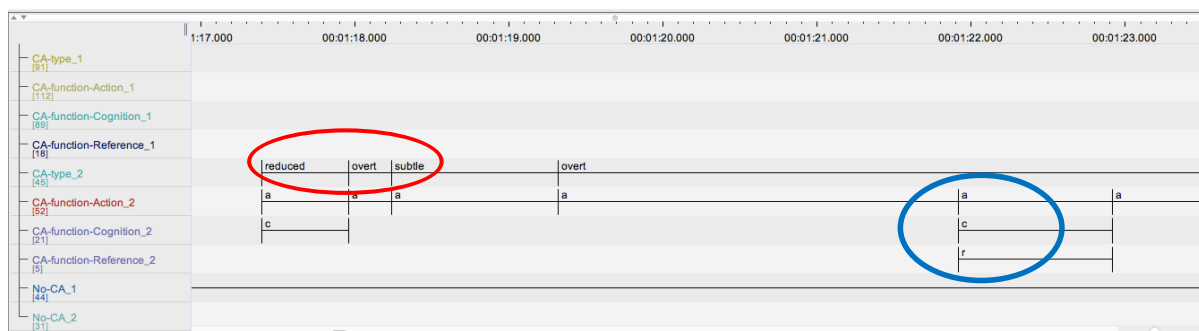 1:17.000 00:01:18.000 00:01:19.000 00:01:20.000 00:01:21.000 00:01:22.000 00:01:23.000
CA-type_1
[91]
CA-function-Action_1
[112]
CA-function-Cognition_1
[89]
CA-function-Reference_1
[18]
CA-type_2 reduced overt subtle overt
[45]
CA-function-Action_2 a a a a a a
[52]
CA-function-Cognition_2 c c
[21]
CA-function-Reference_2 r
[5]
No-CA_1
[44]
No-CA_2
[31]